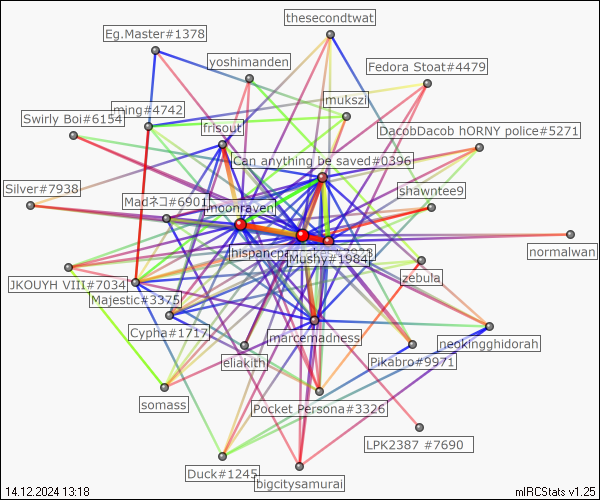 thesecondtwat
Eg.Master#1378
yoshimanden
Fedora Stoat#4479
mukszi
ming#4742
Swirly Boi#6154
frisout
DacobDacob hORNY police#5271
Can anything be saved#0396
Silver#7938
shawntee9
Madネコ#6901
moonraven
Mushy#1984
normalwan
zebula
JKOUYH VIII#7034
Majestic#3375
Cypha#1717
marcemadness
neokingghidorah
eliakith
Pikabro#9971
somass
Pocket Persona#3326
LPK2387 #7690
Duck#1245
bigcitysamurai
14.12.2024 13:18
mIRCStats v1.25